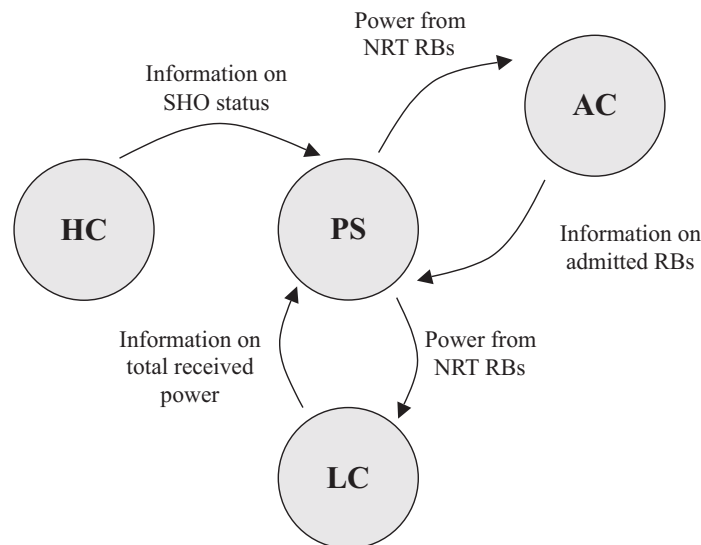 Power from
NRT RBs
Information on
SHO status
AC
HC
PS
Information on
admitted RBs
Information on
total received
power
Power from
NRT RBs
LC